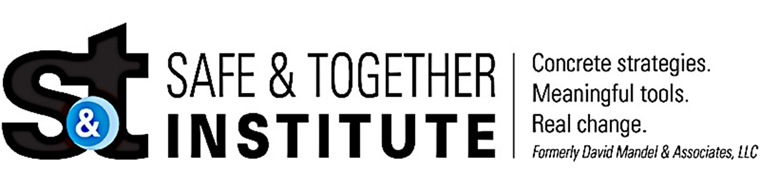 s&t
SAFE & TOGETHER
INSTITUTE
Concrete strategies.
Meaningful tools.
Real change.
Formerly David Mandel & Associates, LLC